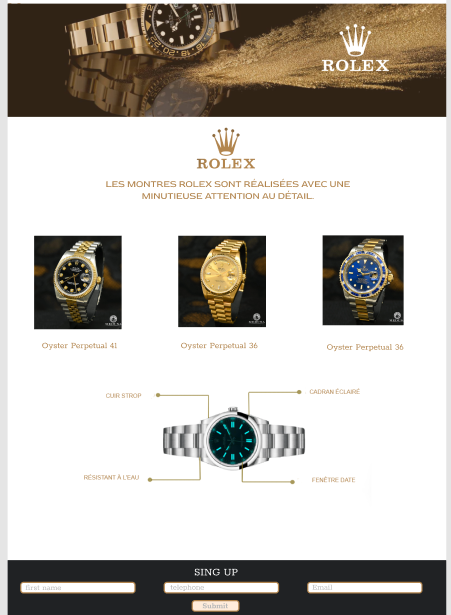 ROLEX
ROLEX
LES MONTRES ROLEX SONT RÉALISÉES AVEC UNE
MINUTIEUSE ATTENTION AU DÉTAIL.
Oyster Perpetual 41
Oyster Perpetual 36
Oyster Perpetual 36
CUIR STROP
CADRAN ÉCLAIRÉ
RÉSISTANT À L'EAU
FENÊTRE DATE
SING UP
first name
telephone
Email
Submit